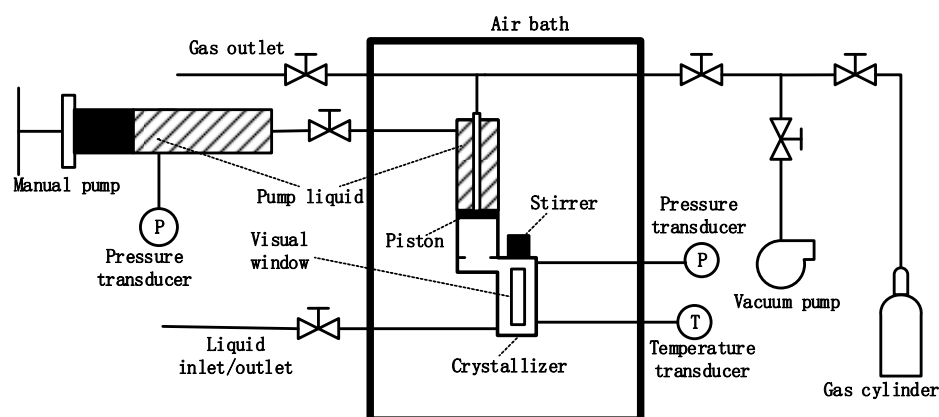 Air bath
Gas outlet
Manual pump
Pump liquid
P
Pressure
transducer
Visual
window
Piston
Stirrer
Pressure
transducer
P
Vacuum pump
T
Temperature
transducer
Liquid
inlet/outlet
Crystallizer
Gas cylinder